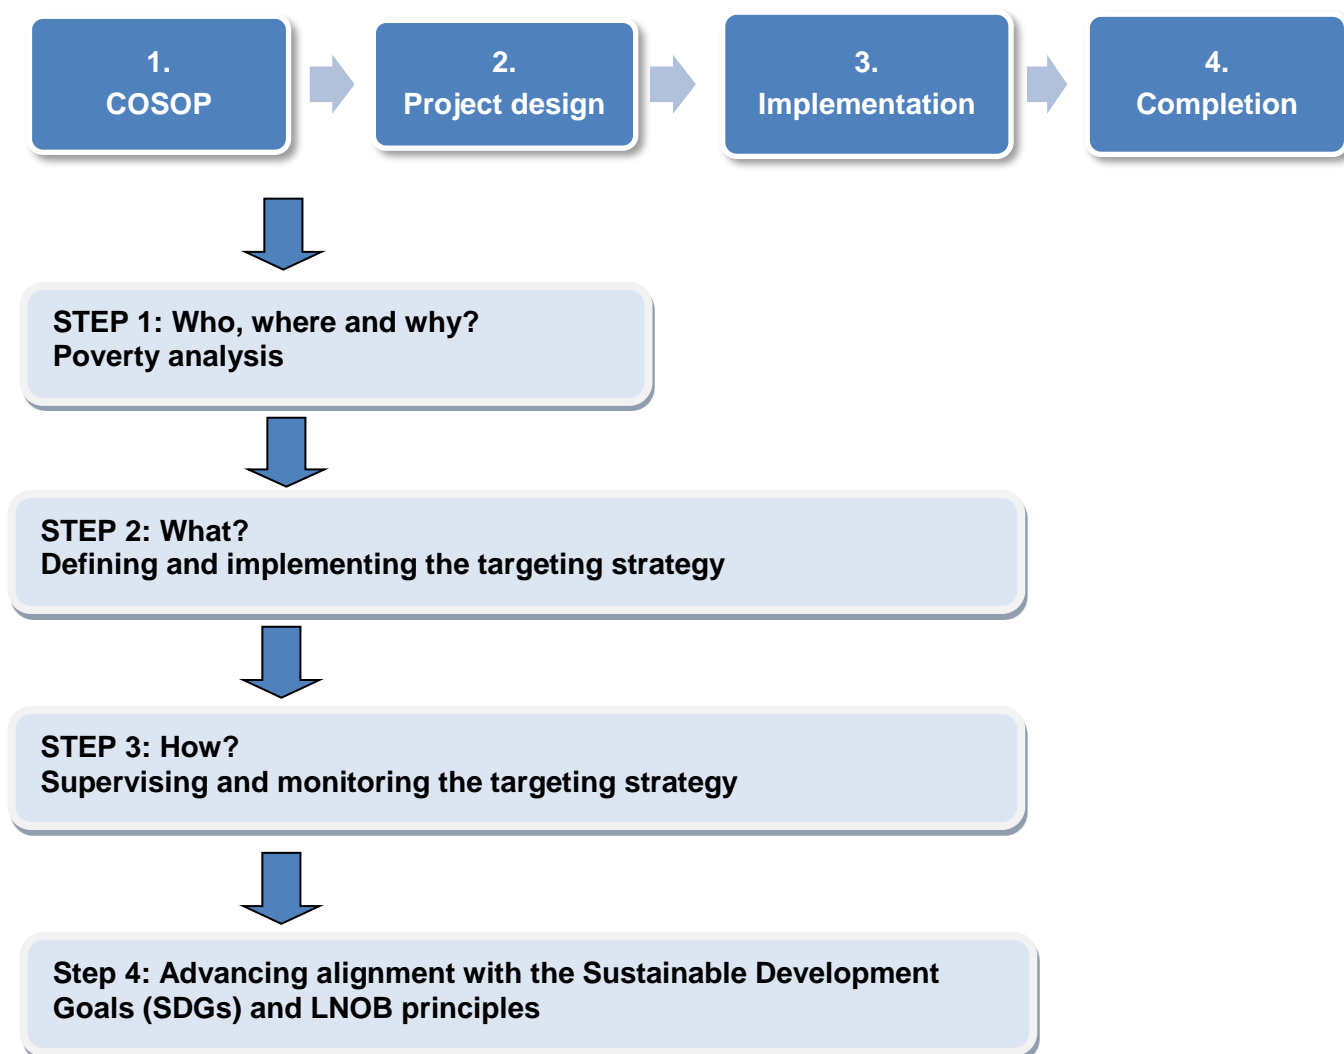 1.
COSOP
2.
Project design
3.
Implementation
4.
Completion
STEP 1: Who, where and why?
Poverty analysis
STEP 2: What?
Defining and implementing the targeting strategy
STEP 3: How?
Supervising and monitoring the targeting strategy
Step 4: Advancing alignment with the Sustainable Development
Goals (SDGs) and LNOB principles